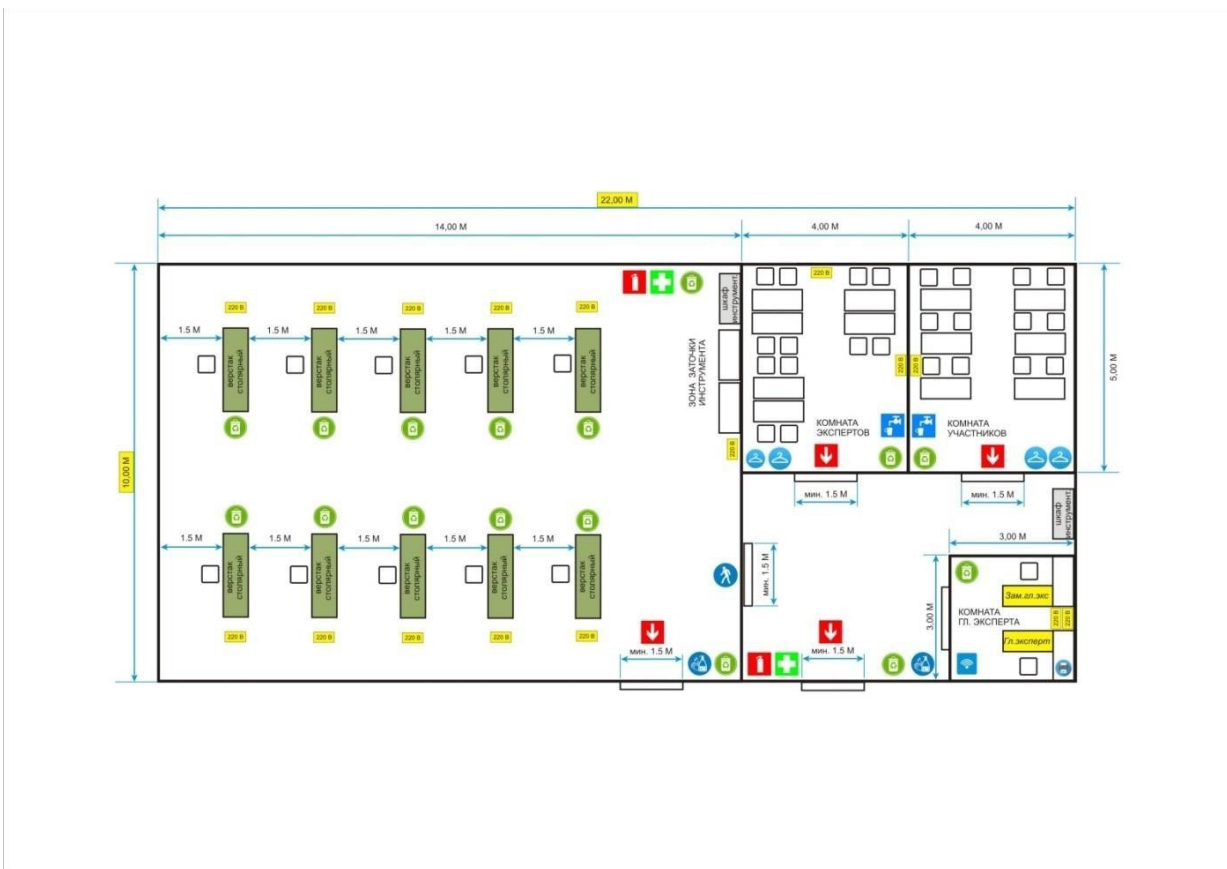 22,00 М
14,00 М
4,00 М
4,00 М
10,00 М
5,00 М
220 В
220 В
220 В
220 В
220 В
1.5 М
1.5 М
1.5 М
1.5 М
1.5 М
верстак
столярный
верстак
столярный
верстак
столярный
верстак
столярный
верстак
столярный
шкаф
инструмент.
ЗОНА ЗАТОЧКИ
ИНСТРУМЕНТА
220 В
220 В
220 В
220 В
КОМНАТА
ЭКСПЕРТОВ
КОМНАТА
УЧАСТНИКОВ
мин. 1.5 М
мин. 1.5 М
шкаф
инструмент.
3,00 М
1.5 М
1.5 М
1.5 М
1.5 М
1.5 М
верстак
столярный
верстак
столярный
верстак
столярный
верстак
столярный
верстак
столярный
220 В
220 В
220 В
220 В
220 В
мин. 1.5 М
мин. 1.5 М
мин. 1.5 М
3,00 М
КОМНАТА
ГЛ. ЭКСПЕРТА
Зам.гл.экс
220 В
220 В
Гл.эксперт